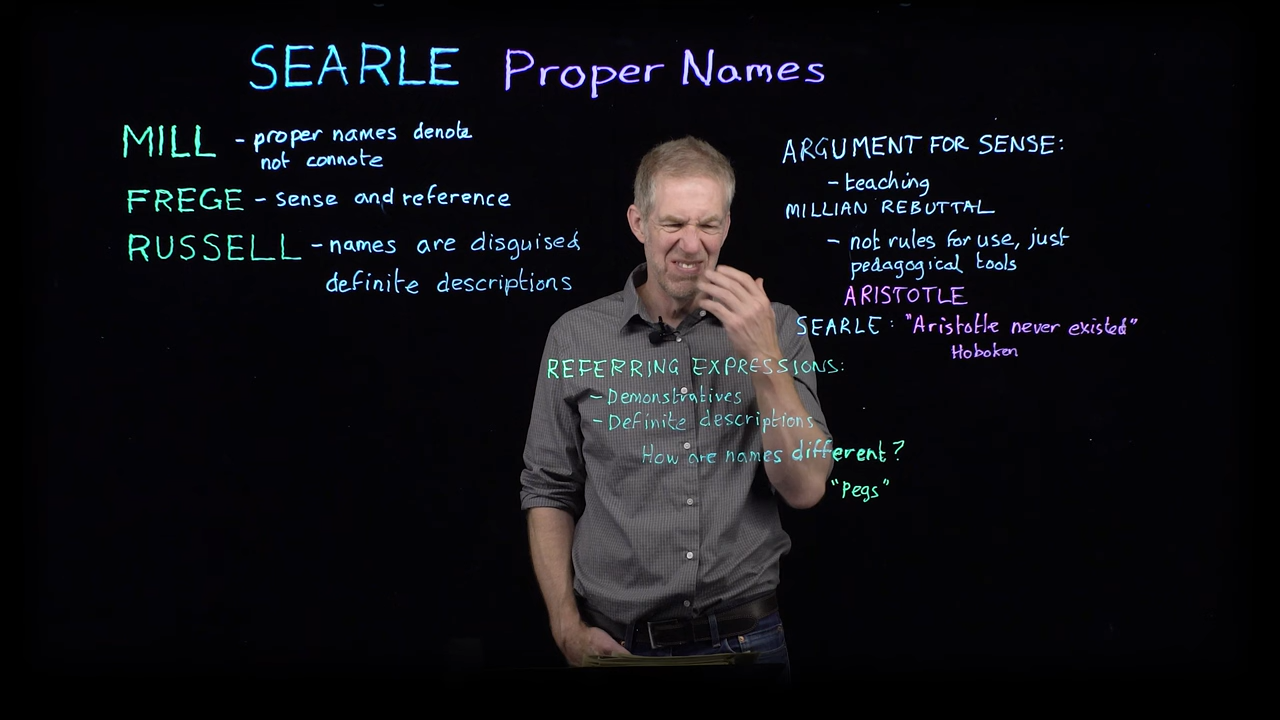 SEARLE Proper Names
MILL - proper names denote
not connote
FREGE - sense and reference
RUSSELL - names are disguised
definite descriptions
ARGUMENT FOR SENSE:
- teaching
MILLIAN REBUTTAL
- not rules for use, just
pedagogical tools
ARISTOTLE
SEARLE: "Aristotle never existed"
Hoboken
REFERRING EXPRESSIONS:
- Demonstratives
- Definite descriptions
How are names different?
"Pegs"